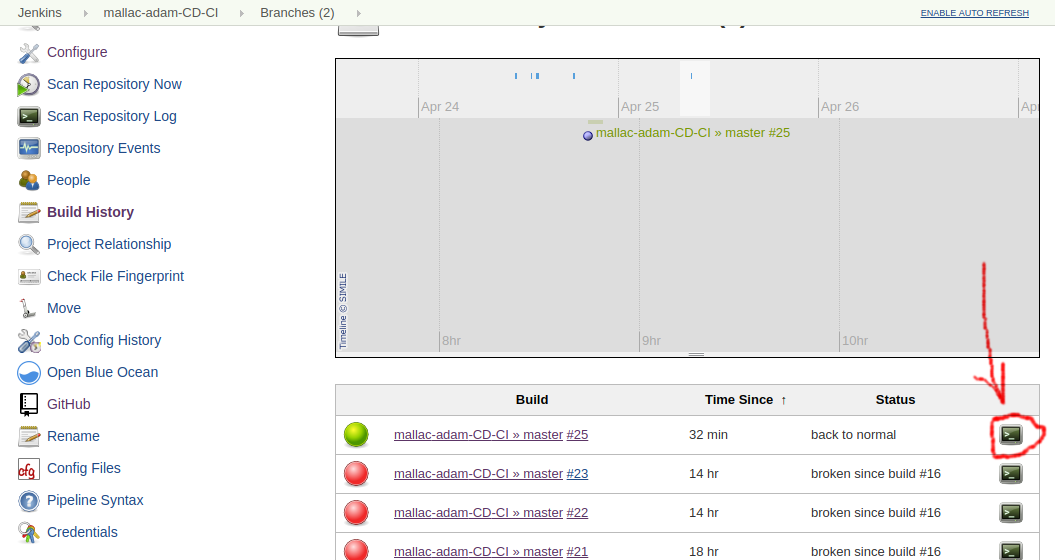 Jenkins mallac-adam-CD-CI Branches (2) ENABLE AUTO REFRESH
Configure
Scan Repository Now
Scan Repository Log
Repository Events
People
Build History
Project Relationship
Check File Fingerprint
Move
Job Config History
Open Blue Ocean
GitHub
Rename
cfg Config Files
Pipeline Syntax
Credentials
Apr 24 Apr 25 Apr 26
mallac-adam-CD-CI » master #25
Timeline © SIMILE
8hr 9hr 10hr
Build Time Since ↑ Status
mallac-adam-CD-CI » master #25 32 min back to normal
mallac-adam-CD-CI » master #23 14 hr broken since build #16
mallac-adam-CD-CI » master #22 14 hr broken since build #16
mallac-adam-CD-CI » master #21 18 hr broken since build #16